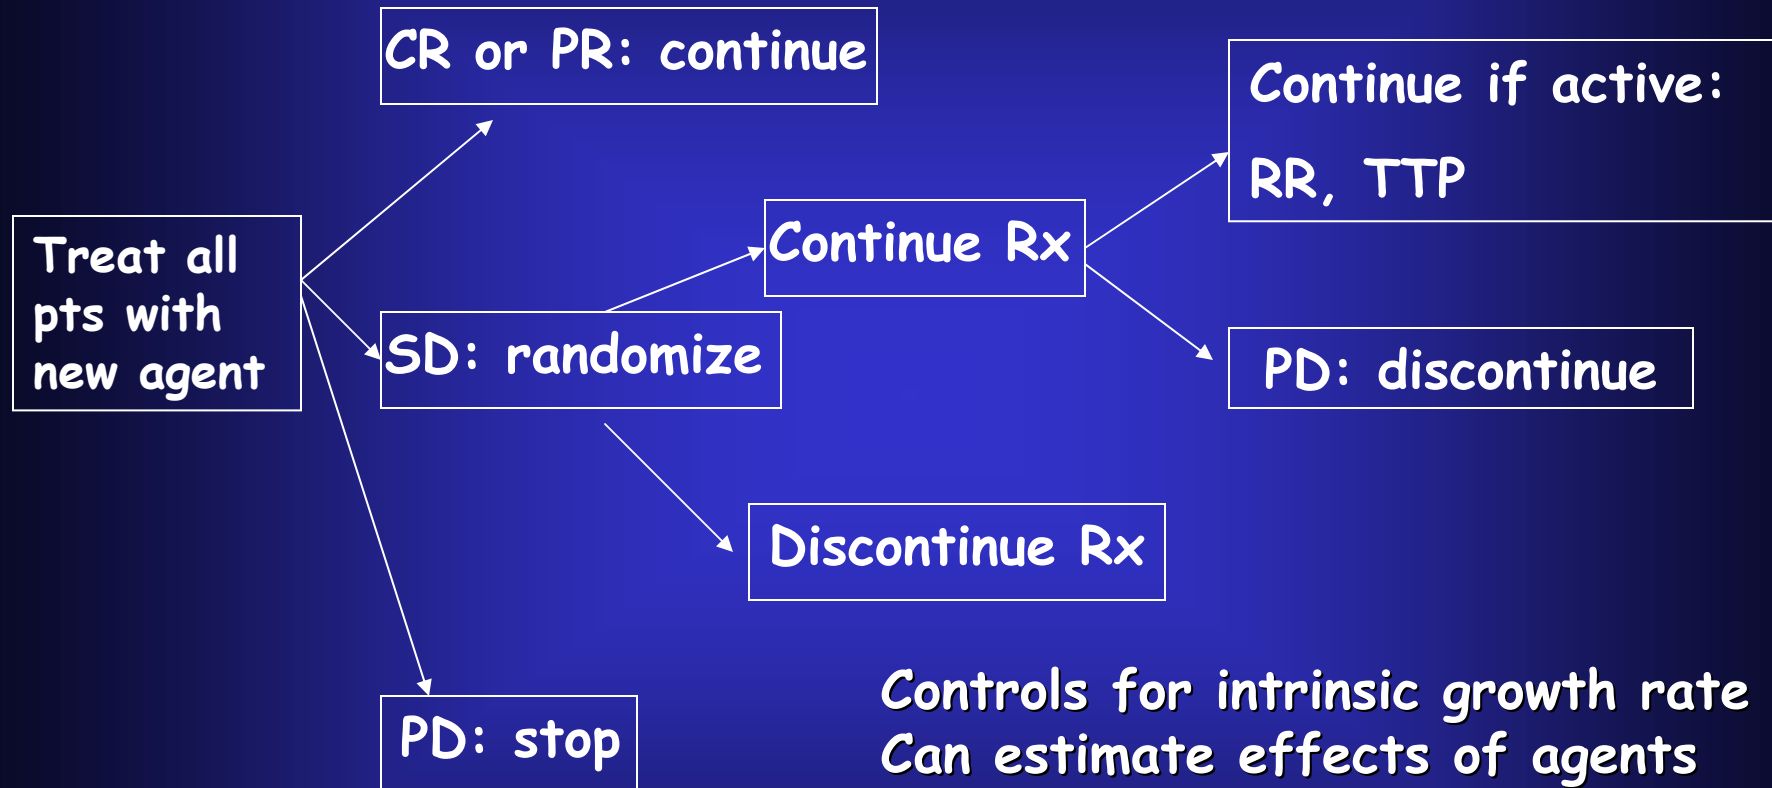 CR or PR: continue
Continue if active:
RR, TTP
Treat all
pts with
new agent
Continue Rx
SD: randomize
PD: discontinue
Discontinue Rx
PD: stop
Controls for intrinsic growth rate
Can estimate effects of agents